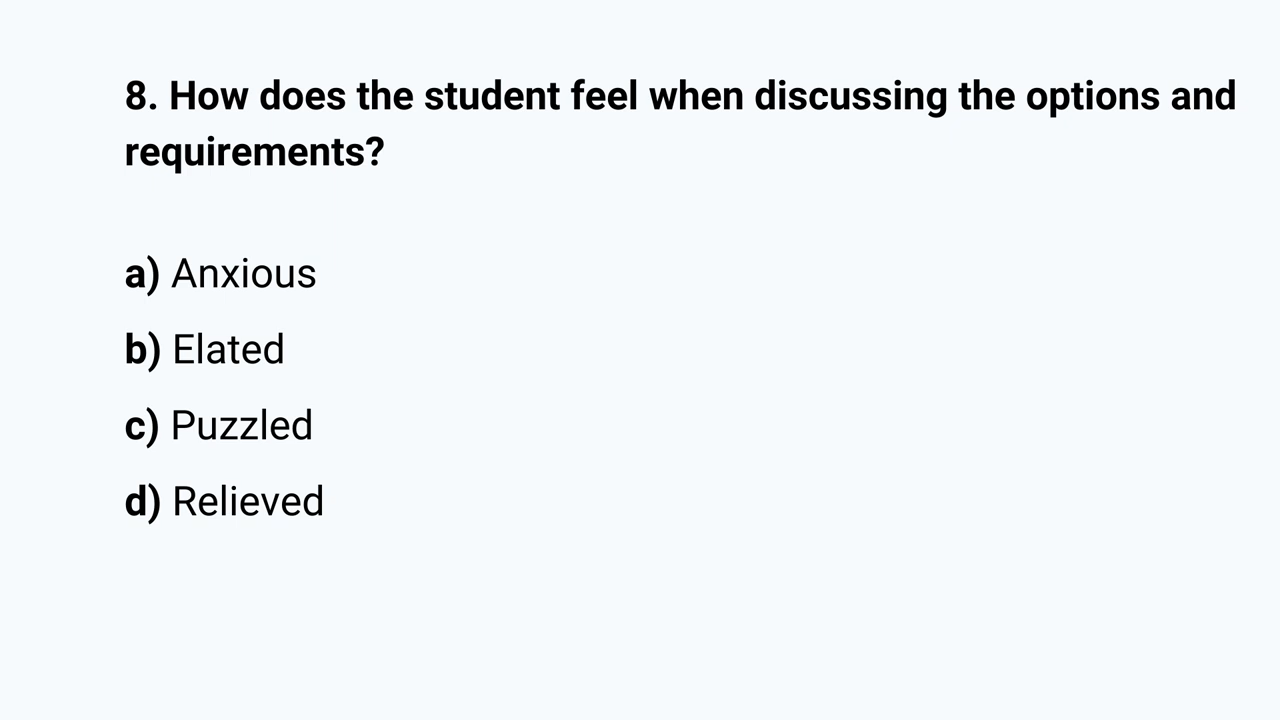 8. How does the student feel when discussing the options and
requirements?
a) Anxious
b) Elated
c) Puzzled
d) Relieved